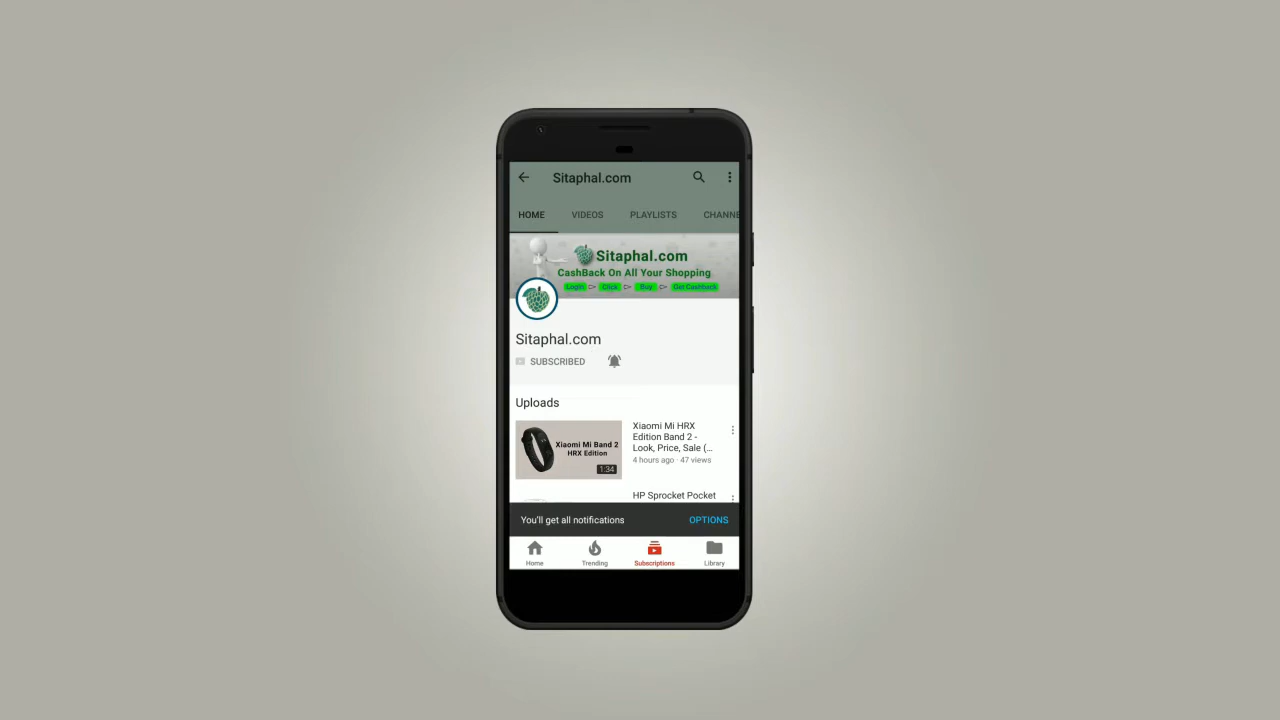 Sitaphal.com
HOME VIDEOS PLAYLISTS CHANNE
Sitaphal.com
CashBack On All Your Shopping
Login Click Buy Get Cashback
Sitaphal.com
SUBSCRIBED
Uploads
Xiaomi Mi Band 2
HRX Edition
1:34
Xiaomi Mi HRX
Edition Band 2 -
Look, Price, Sale (...
4 hours ago · 47 views
HP Sprocket Pocket
You'll get all notifications OPTIONS
Home Trending Subscriptions Library